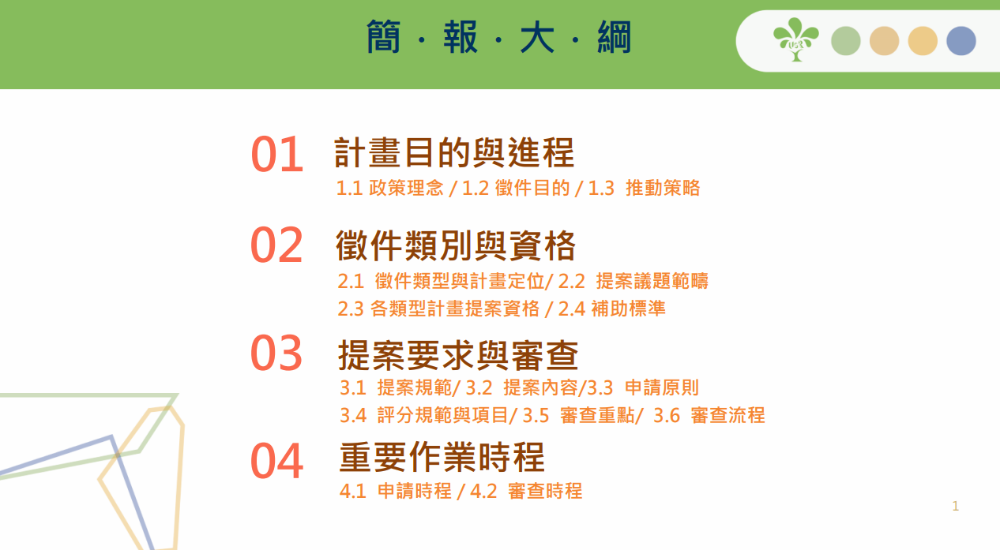 簡 · 報 · 大 · 綱
01 計畫目的與進程
1.1 政策理念 / 1.2 徵件目的 / 1.3 推動策略
02 徵件類別與資格
2.1 徵件類型與計畫定位/ 2.2 提案議題範疇
2.3 各類型計畫提案資格 / 2.4 補助標準
03 提案要求與審查
3.1 提案規範/ 3.2 提案內容/3.3 申請原則
3.4 評分規範與項目/ 3.5 審查重點/ 3.6 審查流程
04 重要作業時程
4.1 申請時程 / 4.2 審查時程
1